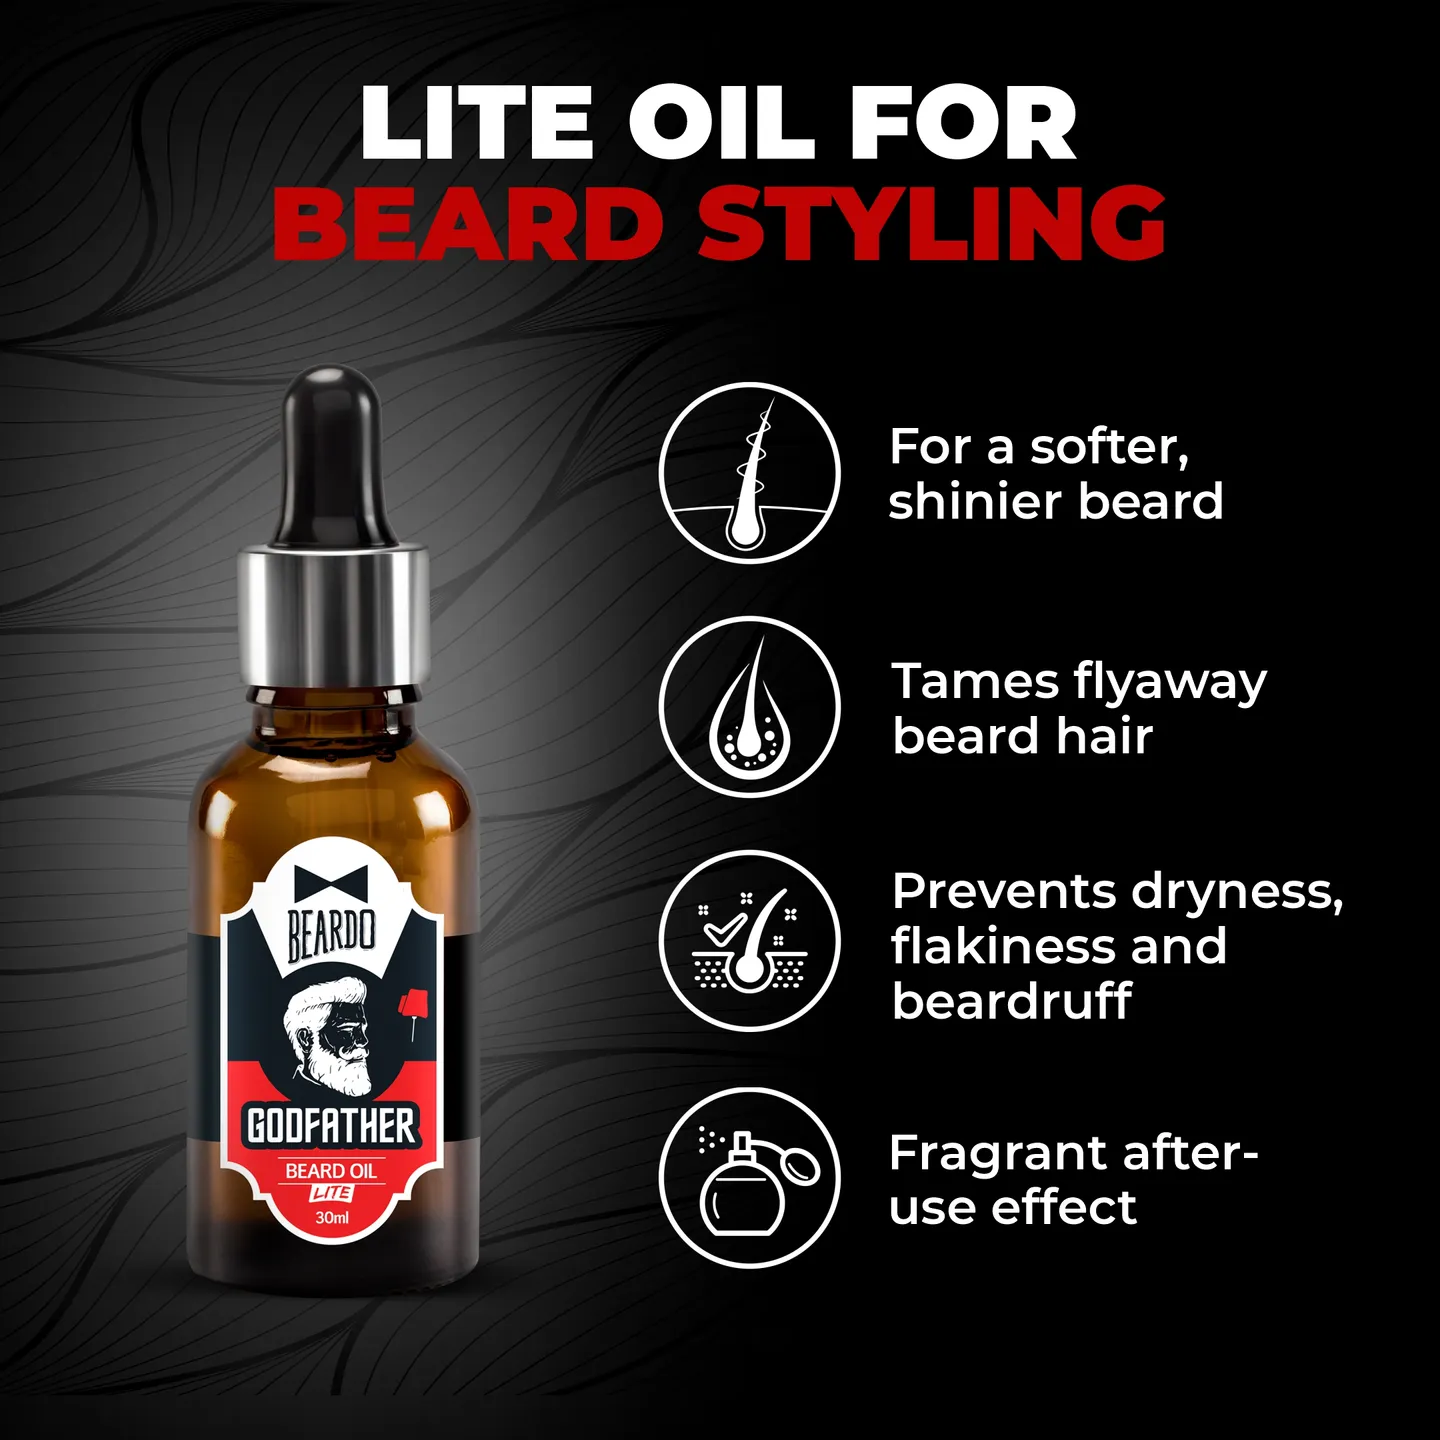 LITE OIL FOR
BEARD STYLING
For a softer,
shinier beard
Tames flyaway
beard hair
Prevents dryness,
flakiness and
beardruff
Fragrant after-
use effect
BEARDO
GODFATHER
BEARD OIL
LITE
30ml